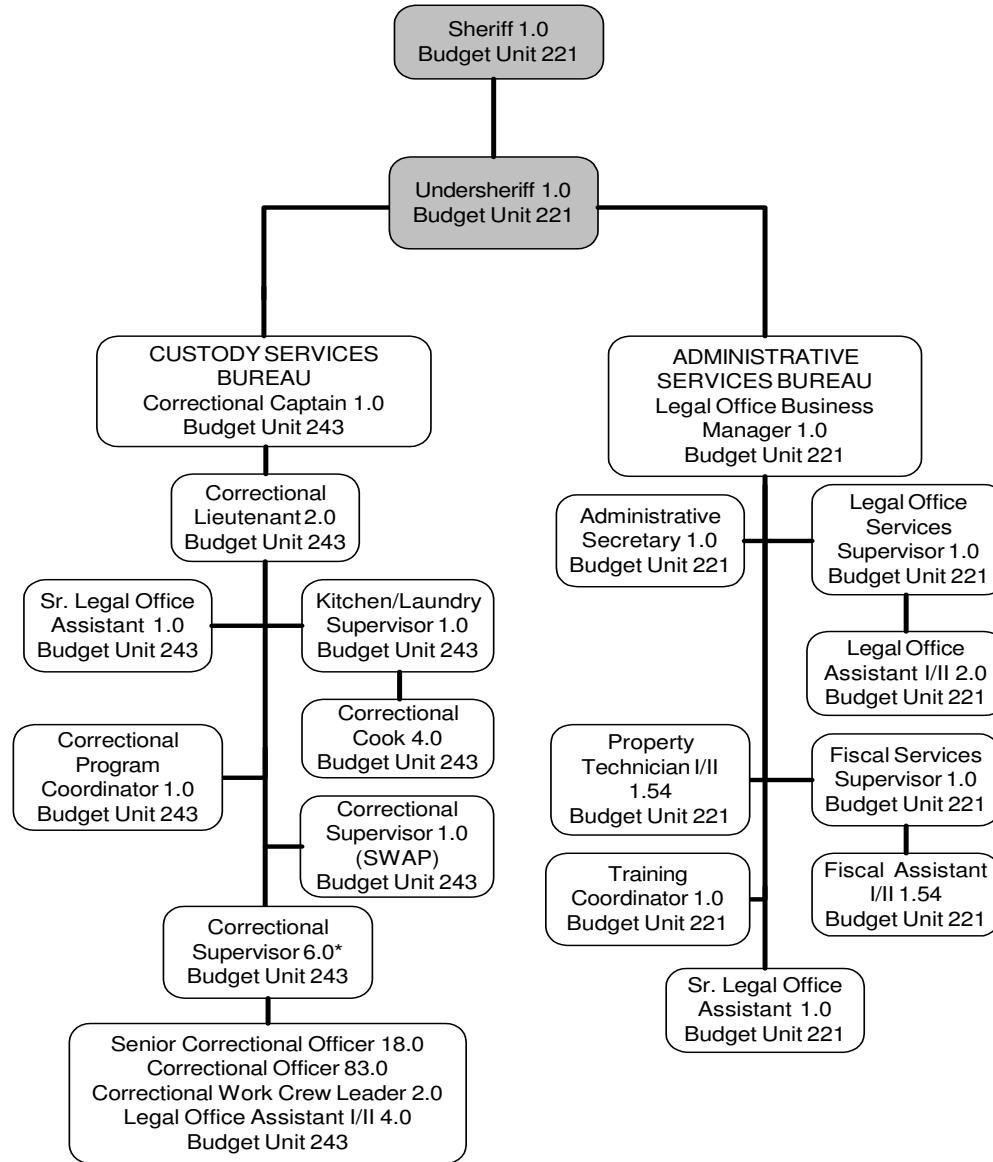 Sheriff 1.0
Budget Unit 221
Undersheriff 1.0
Budget Unit 221
CUSTODY SERVICES
BUREAU
Correctional Captain 1.0
Budget Unit 243
Correctional
Lieutenant 2.0
Budget Unit 243
Sr. Legal Office
Assistant 1.0
Budget Unit 243
Kitchen/Laundry
Supervisor 1.0
Budget Unit 243
Correctional
Cook 4.0
Budget Unit 243
Correctional
Program
Coordinator 1.0
Budget Unit 243
Correctional
Supervisor 1.0
(SWAP)
Budget Unit 243
Correctional
Supervisor 6.0*
Budget Unit 243
Senior Correctional Officer 18.0
Correctional Officer 83.0
Correctional Work Crew Leader 2.0
Legal Office Assistant I/II 4.0
Budget Unit 243
ADMINISTRATIVE
SERVICES BUREAU
Legal Office Business
Manager 1.0
Budget Unit 221
Administrative
Secretary 1.0
Budget Unit 221
Legal Office
Services
Supervisor 1.0
Budget Unit 221
Legal Office
Assistant I/II 2.0
Budget Unit 221
Property
Technician I/II
1.54
Budget Unit 221
Fiscal Services
Supervisor 1.0
Budget Unit 221
Training
Coordinator 1.0
Budget Unit 221
Fiscal Assistant
I/II 1.54
Budget Unit 221
Sr. Legal Office
Assistant 1.0
Budget Unit 221